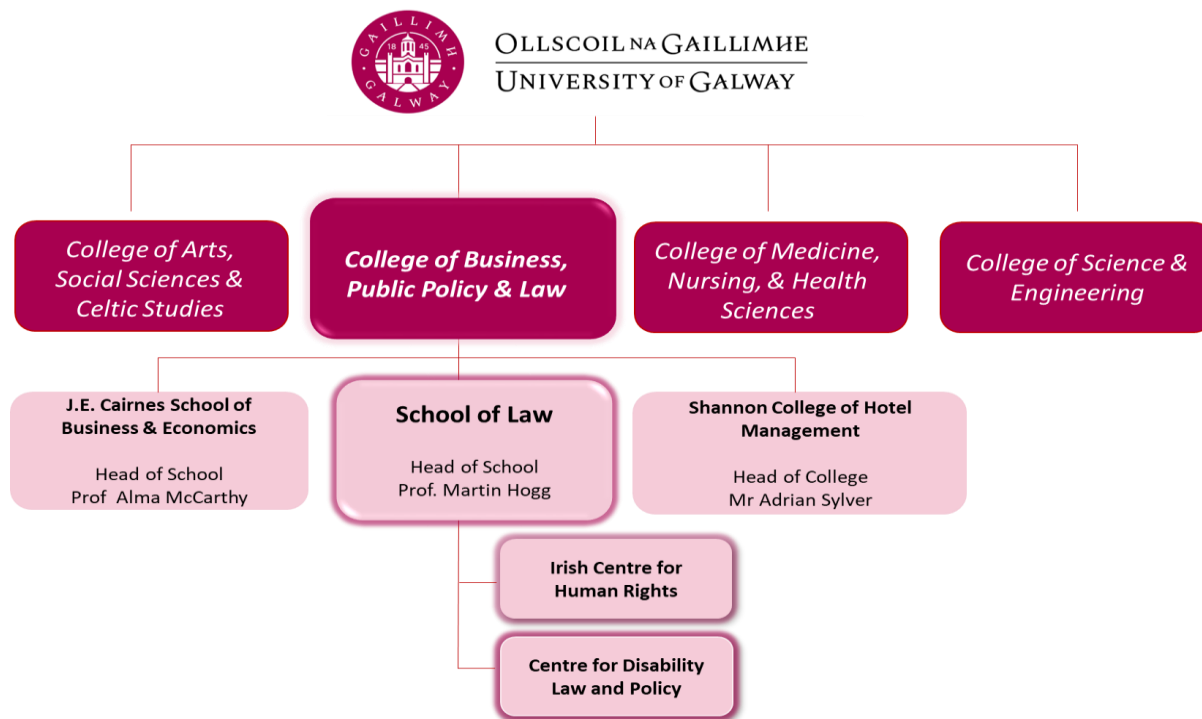 GAILLIMH
18 45
GALWAY
OLLSCOIL NA GAILLIMHE
UNIVERSITY OF GALWAY
College of Arts,
Social Sciences &
Celtic Studies
College of Business,
Public Policy & Law
College of Medicine,
Nursing, & Health
Sciences
College of Science &
Engineering
J.E. Cairnes School of
Business & Economics
Head of School
Prof Alma McCarthy
School of Law
Head of School
Prof. Martin Hogg
Shannon College of Hotel
Management
Head of College
Mr Adrian Sylver
Irish Centre for
Human Rights
Centre for Disability
Law and Policy